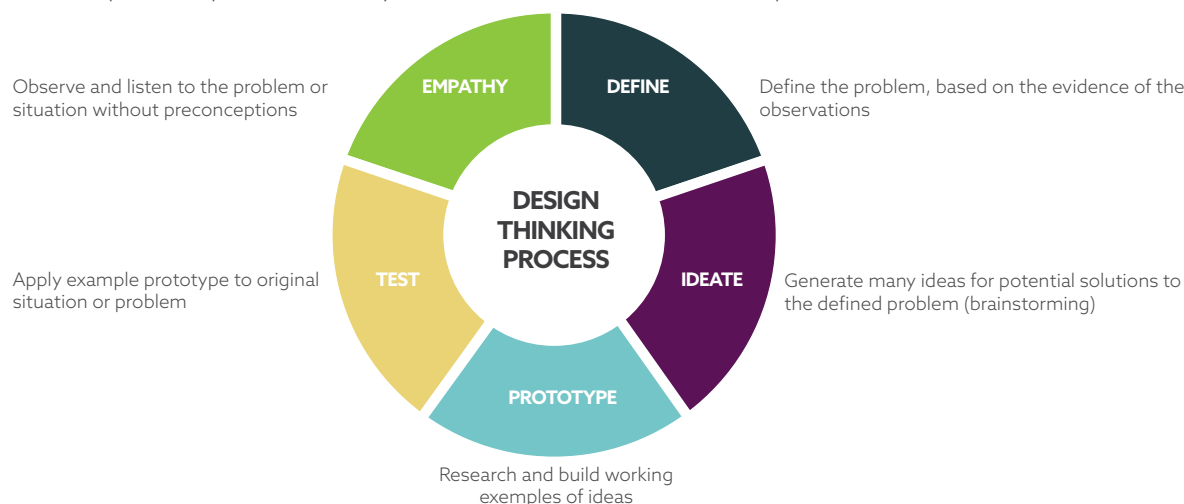 EMPATHY
Observe and listen to the problem or
situation without preconceptions
DEFINE
Define the problem, based on the evidence of the
observations
DESIGN
THINKING
PROCESS
TEST
Apply example prototype to original
situation or problem
IDEATE
Generate many ideas for potential solutions to
the defined problem (brainstorming)
PROTOTYPE
Research and build working
examples of ideas